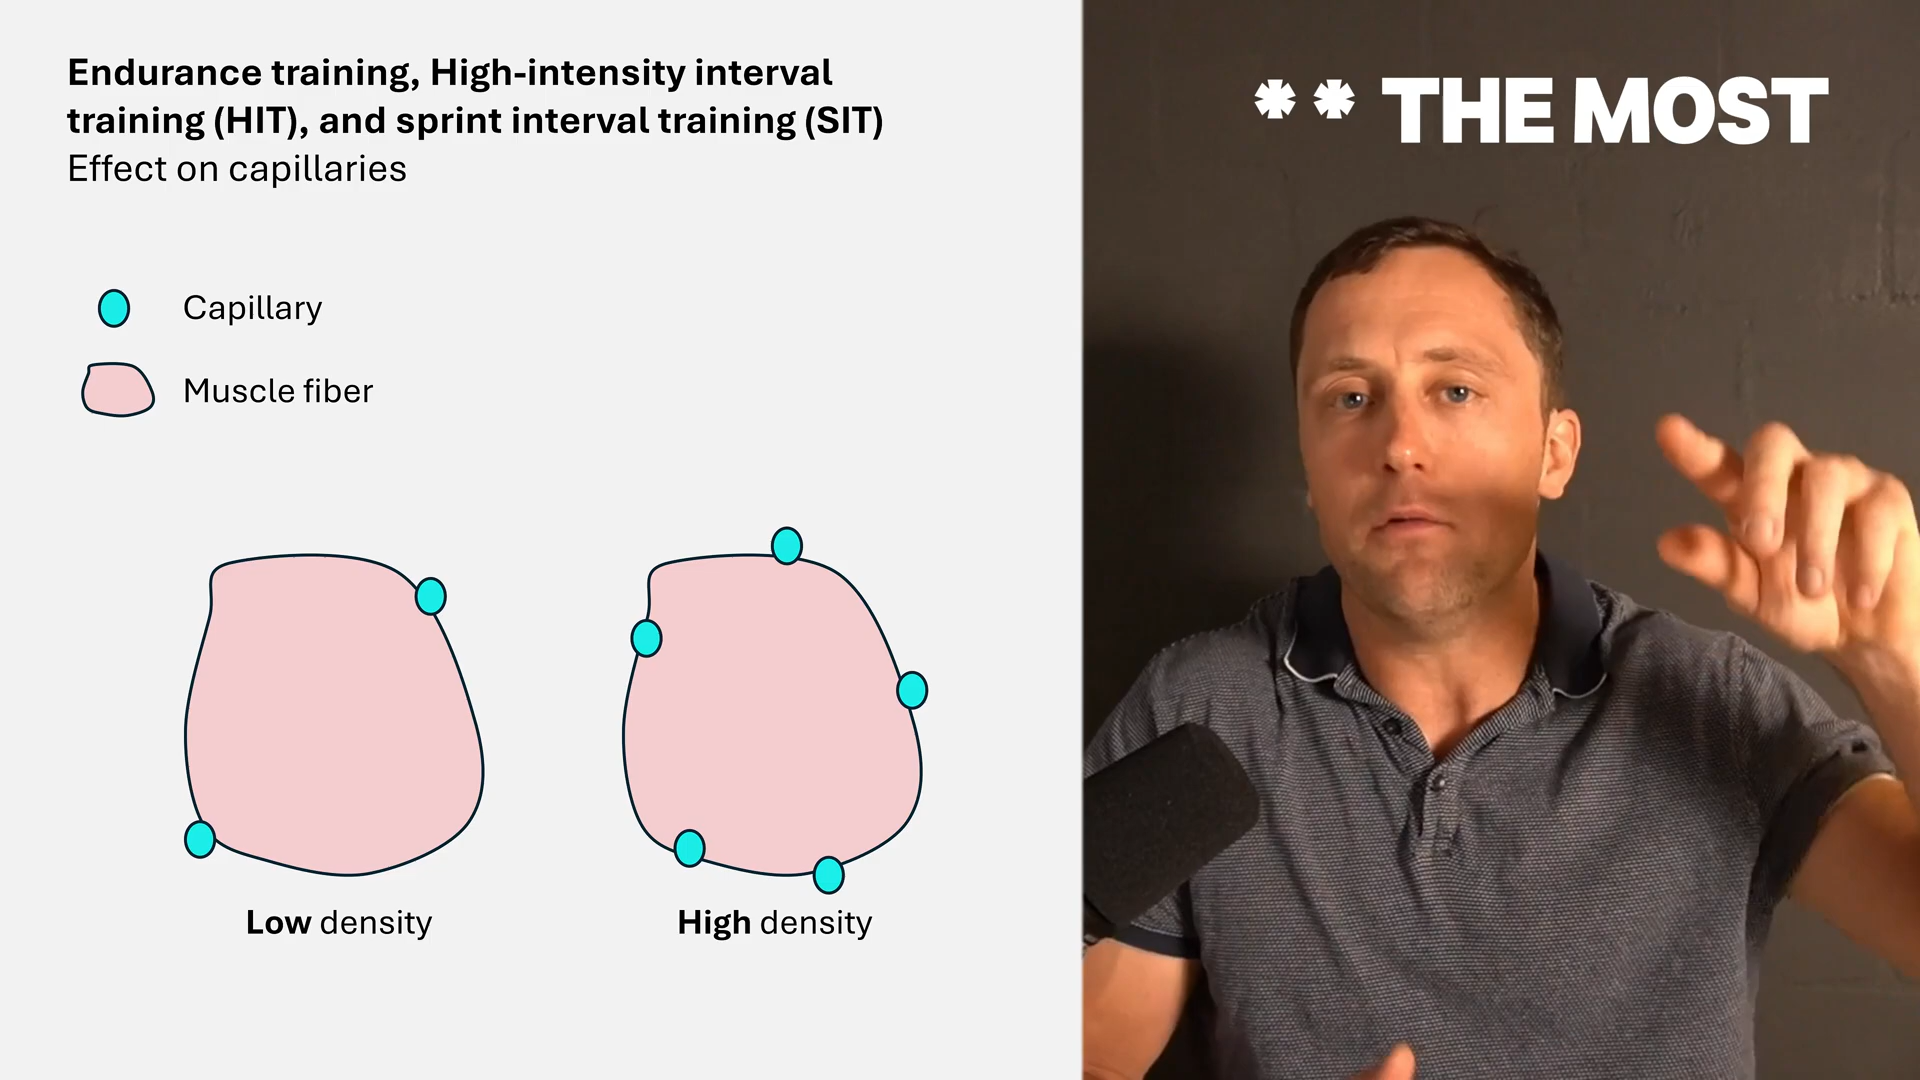 Endurance training, High-intensity interval
training (HIT), and sprint interval training (SIT)
Effect on capillaries
Capillary
Muscle fiber
Low density
High density
** THE MOST